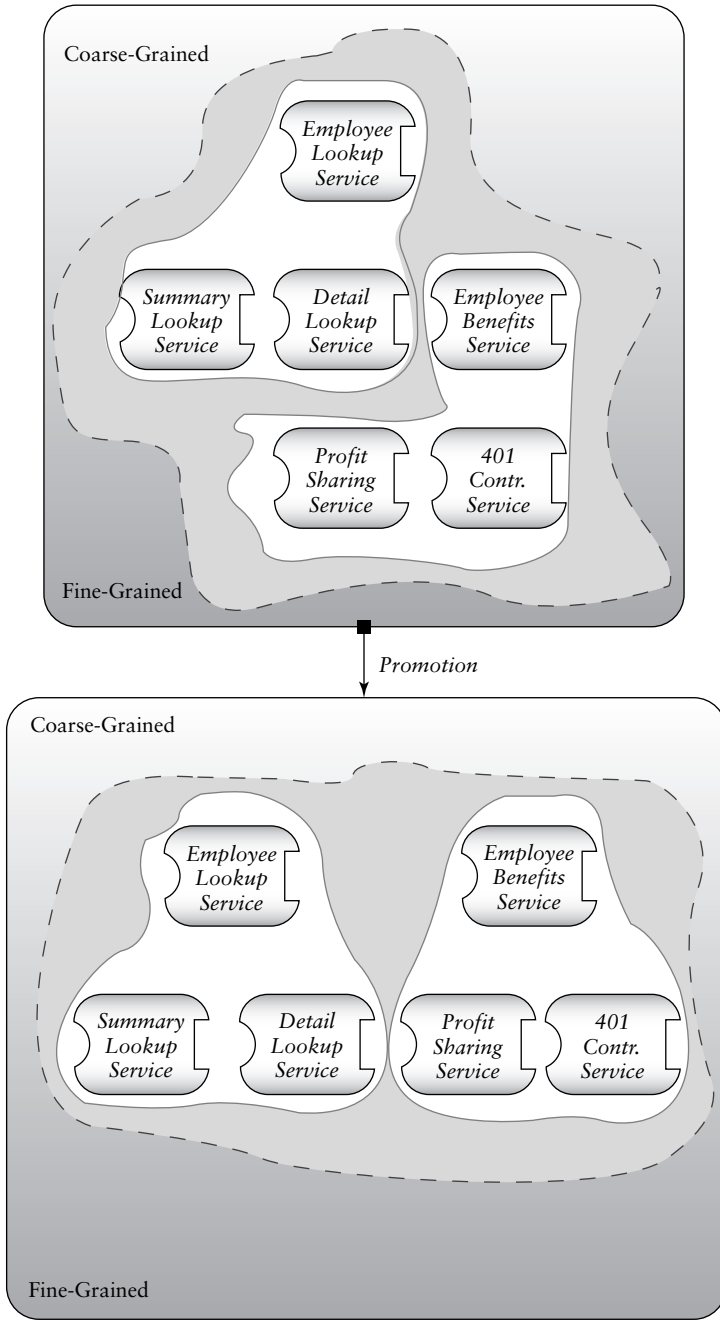 Coarse-Grained
Employee
Lookup
Service
Summary
Lookup
Service
Detail
Lookup
Service
Employee
Benefits
Service
Profit
Sharing
Service
401
Contr.
Service
Fine-Grained
Promotion
Coarse-Grained
Employee
Lookup
Service
Employee
Benefits
Service
Summary
Lookup
Service
Detail
Lookup
Service
Profit
Sharing
Service
401
Contr.
Service
Fine-Grained